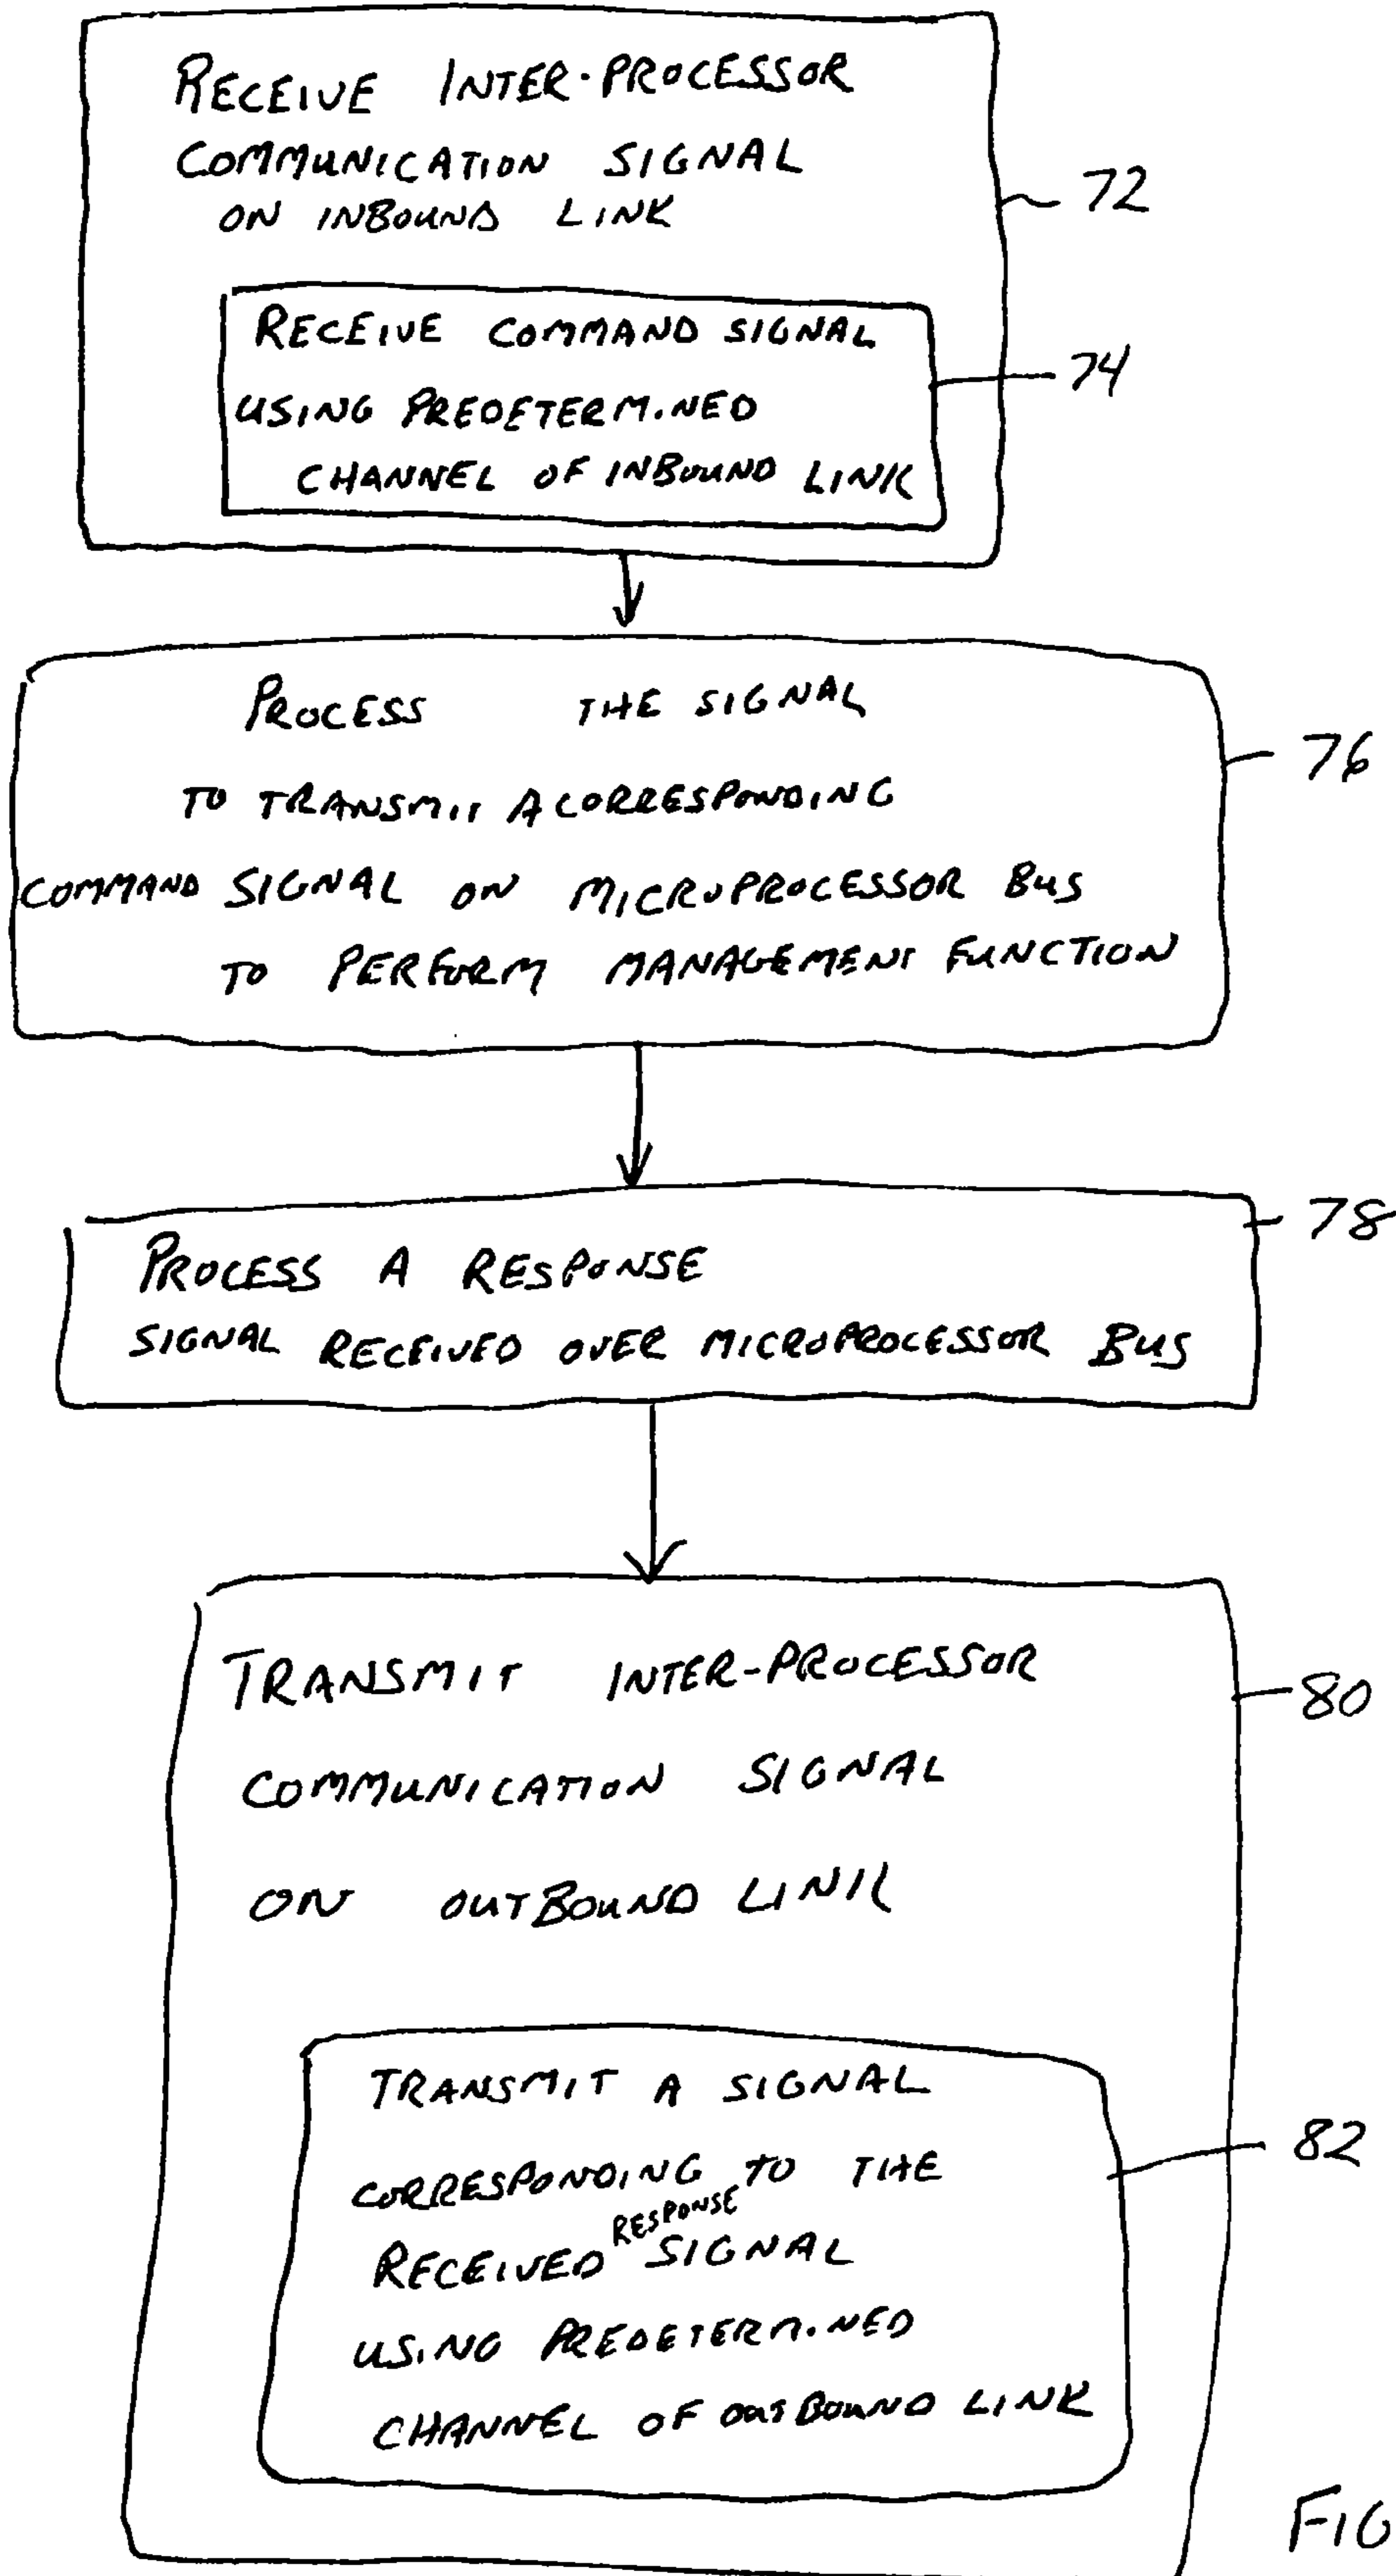 RECEIVE INTER-PROCESSOR
COMMUNICATION SIGNAL
ON INBOUND LINK
72
RECEIVE COMMAND SIGNAL
USING PREDETERMINED
CHANNEL OF INBOUND LINK
74
PROCESS THE SIGNAL
TO TRANSMIT A CORRESPONDING
COMMAND SIGNAL ON MICROPROCESSOR BUS
TO PERFORM MANAGEMENT FUNCTION
76
PROCESS A RESPONSE
SIGNAL RECEIVED OVER MICROPROCESSOR BUS
78
TRANSMIT INTER-PROCESSOR
COMMUNICATION SIGNAL
ON OUTBOUND LINK
80
TRANSMIT A SIGNAL
CORRESPONDING TO THE
RECEIVED RESPONSE SIGNAL
USING PREDETERMINED
CHANNEL OF OUTBOUND LINK
82
FIG